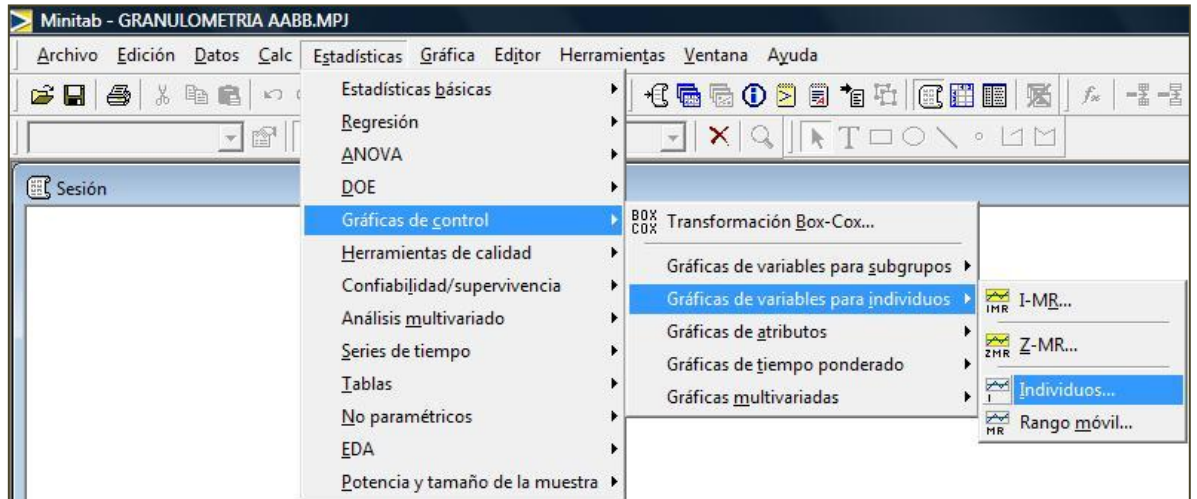 Minitab - GRANULOMETRIA AABB.MPJ
Archivo Edición Datos Calc Estadísticas Gráfica Editor Herramientas Ventana Ayuda
Sesión
Estadísticas básicas
Regresión
ANOVA
DOE
Gráficas de control
Herramientas de calidad
Confiabilidad/supervivencia
Análisis multivariado
Series de tiempo
Tablas
No paramétricos
EDA
Potencia y tamaño de la muestra
BOX COX Transformación Box-Cox...
Gráficas de variables para subgrupos
Gráficas de variables para individuos
Gráficas de atributos
Gráficas de tiempo ponderado
Gráficas multivariadas
IMR I-MR...
ZMR Z-MR...
I Individuos...
MR Rango móvil...